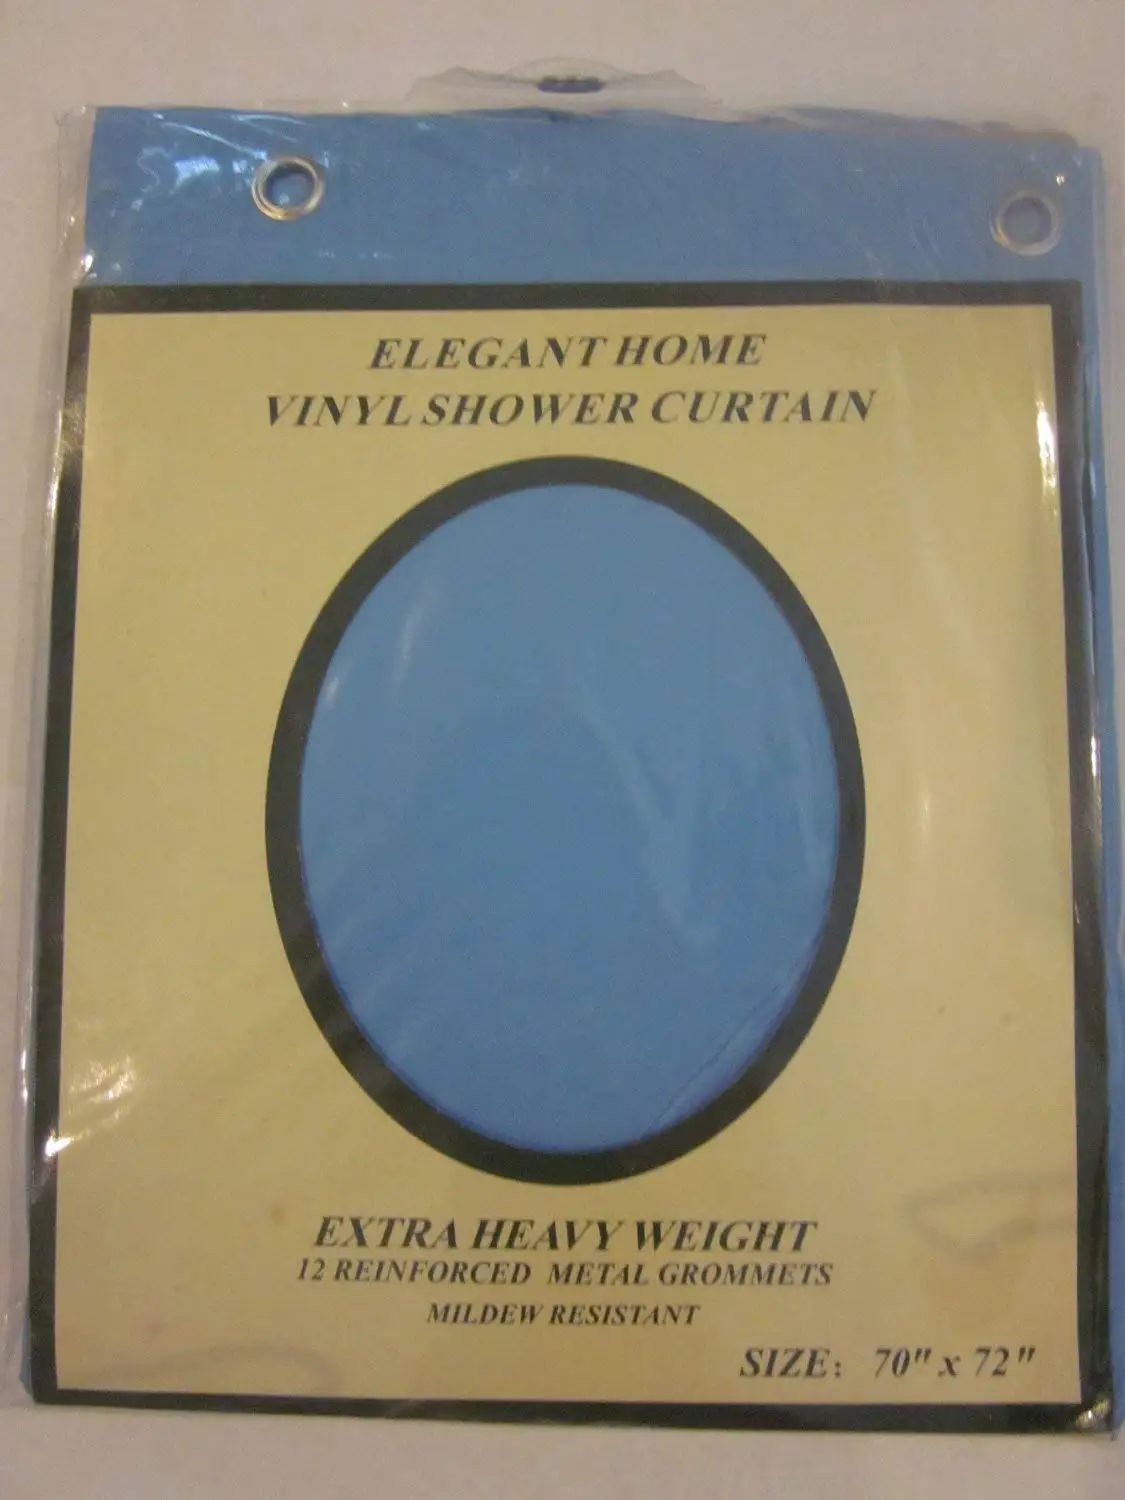 ELEGANT HOME
VINYL SHOWER CURTAIN
EXTRA HEAVY WEIGHT
12 REINFORCED METAL GROMMETS
MILDEW RESISTANT
SIZE: 70" x 72"